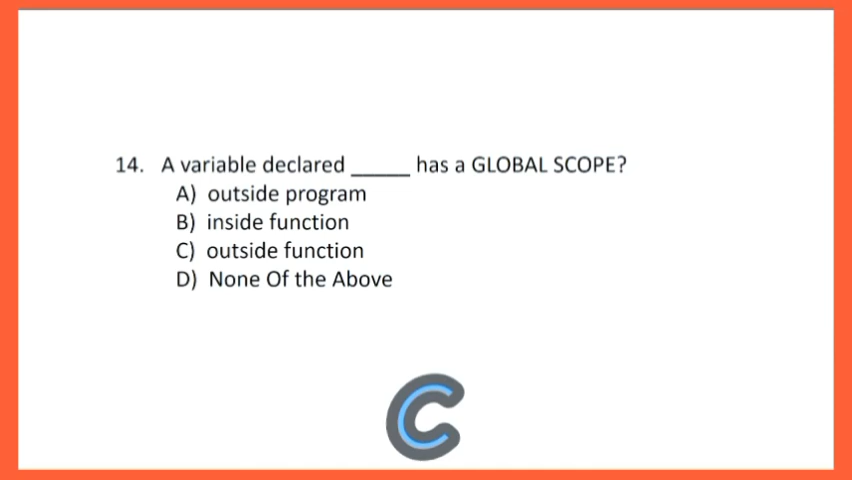 14. A variable declared _____ has a GLOBAL SCOPE?
A) outside program
B) inside function
C) outside function
D) None Of the Above
C